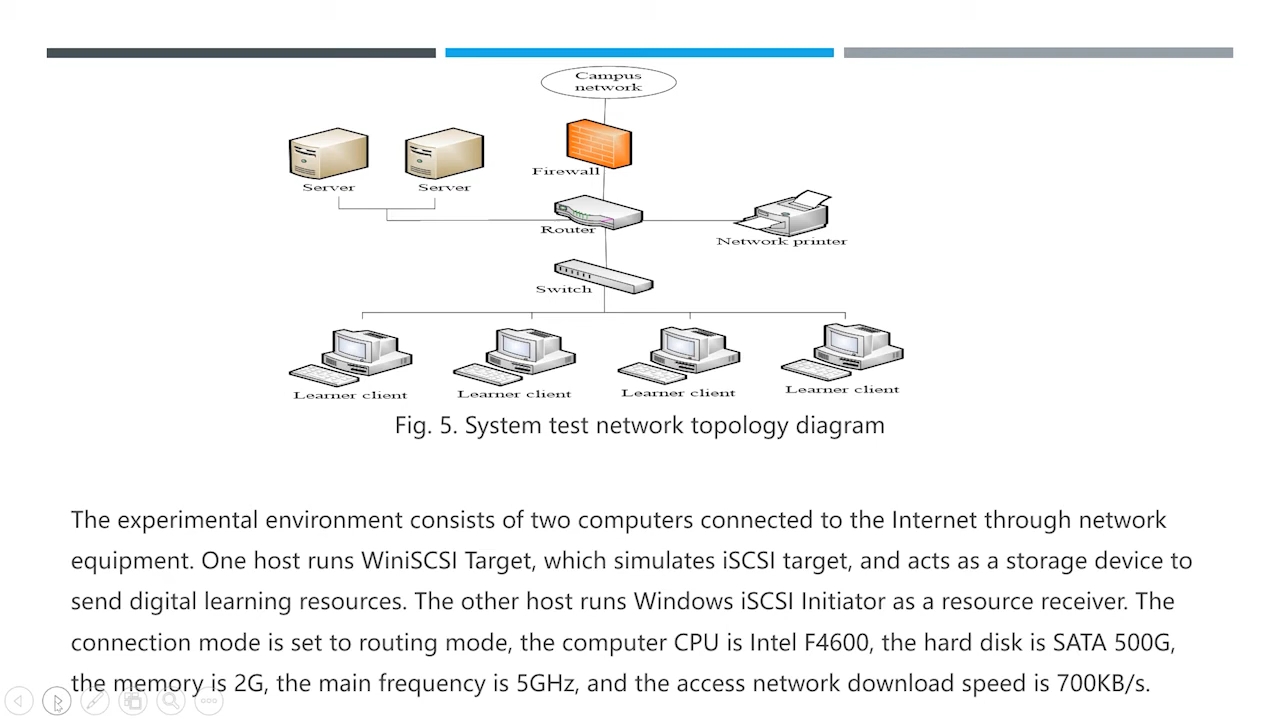 Campus
network
Firewall
Server
Server
Router
Network printer
Switch
Learner client
Learner client
Learner client
Learner client
Fig. 5. System test network topology diagram
The experimental environment consists of two computers connected to the Internet through network
equipment. One host runs WiniSCSI Target, which simulates iSCSI target, and acts as a storage device to
send digital learning resources. The other host runs Windows iSCSI Initiator as a resource receiver. The
connection mode is set to routing mode, the computer CPU is Intel F4600, the hard disk is SATA 500G,
the memory is 2G, the main frequency is 5GHz, and the access network download speed is 700KB/s.